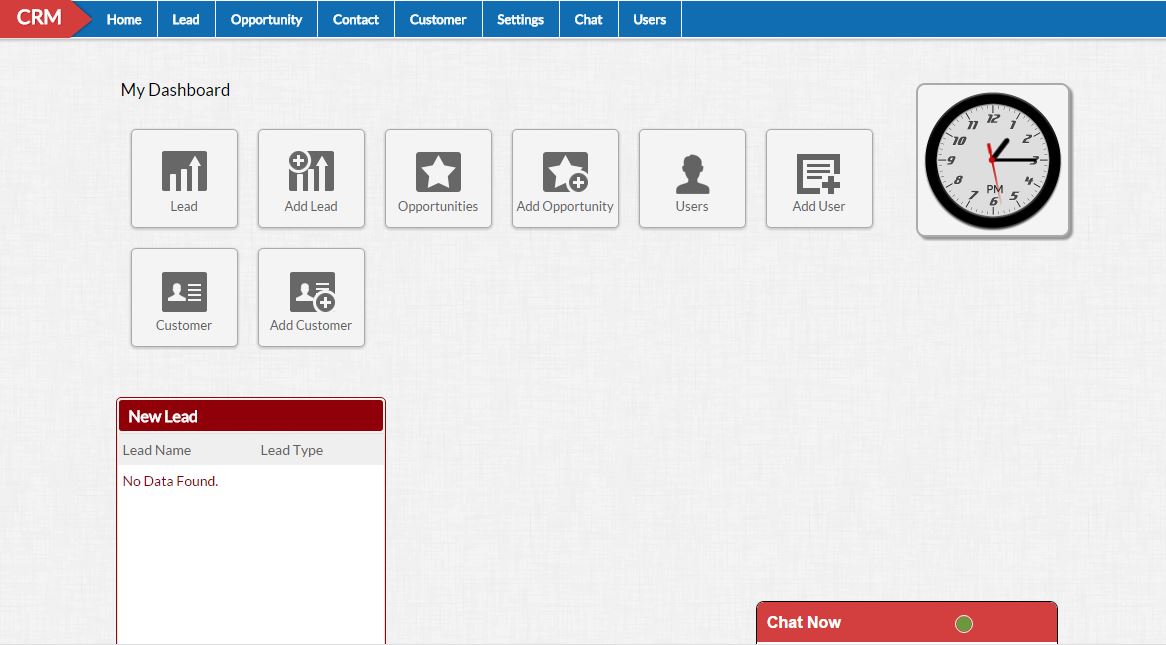 CRM Home Lead Opportunity Contact Customer Settings Chat Users
My Dashboard
12
11 1
10 2
9 3
8 4
PM
7 5
6
Lead Add Lead Opportunities Add Opportunity Users Add User
Customer Add Customer
New Lead
Lead Name Lead Type
No Data Found.
Chat Now